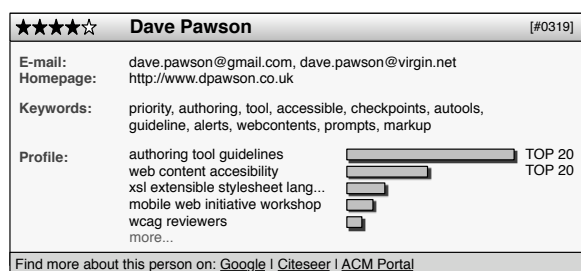 ★★★★☆ Dave Pawson [#0319]
E-mail: dave.pawson@gmail.com, dave.pawson@virgin.net
Homepage: http://www.dpawson.co.uk
Keywords: priority, authoring, tool, accessible, checkpoints, autools,
guideline, alerts, webcontents, prompts, markup
Profile: authoring tool guidelines TOP 20
web content accesibility TOP 20
xsl extensible stylesheet lang...
mobile web initiative workshop
wcag reviewers
more...
Find more about this person on: Google | Citeseer | ACM Portal